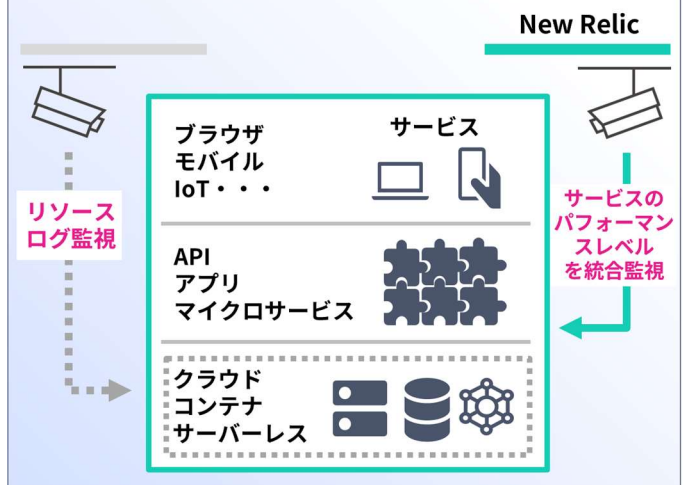 New Relic
ブラウザ
モバイル
IoT・・・
サービス
リソース
ログ監視
サービスの
パフォーマン
スレベル
を統合監視
API
アプリ
マイクロサービス
クラウド
コンテナ
サーバーレス